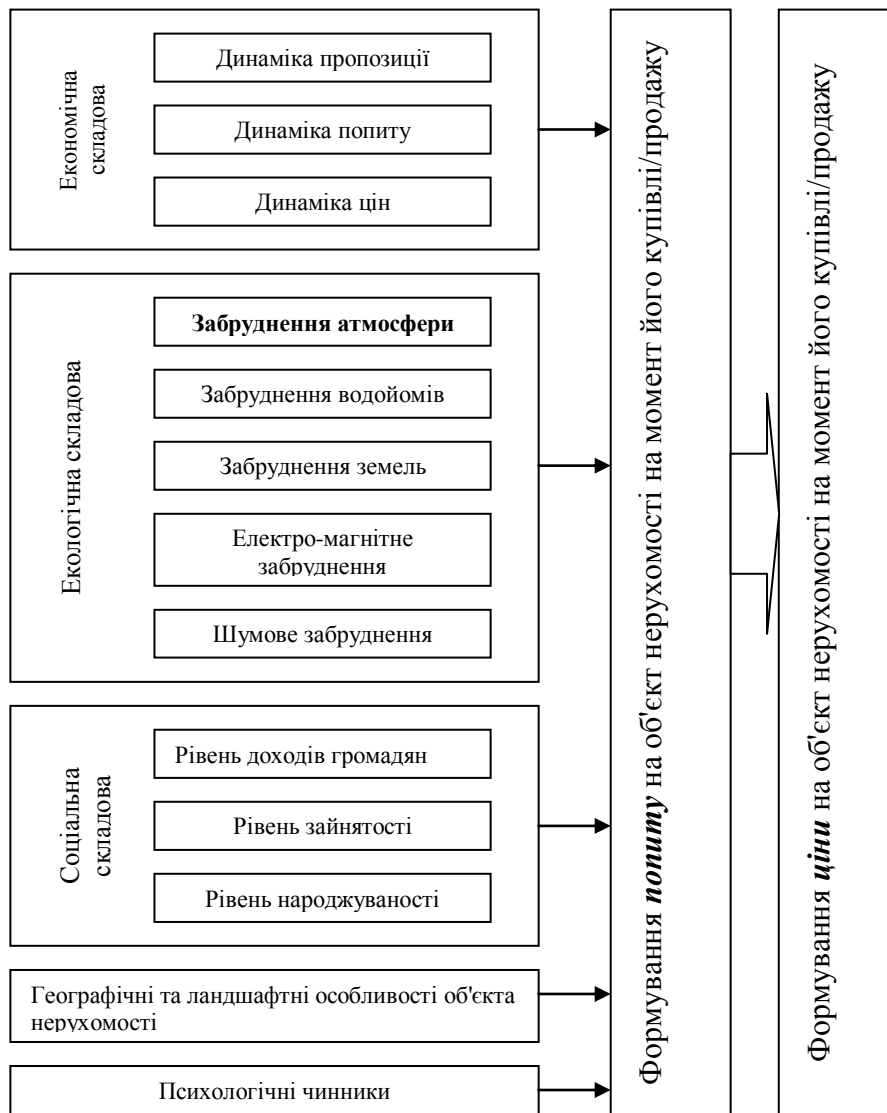 Економічна
складова
Динаміка пропозиції
Динаміка попиту
Динаміка цін
Екологічна складова
Забруднення атмосфери
Забруднення водойомів
Забруднення земель
Електро-магнітне
забруднення
Шумове забруднення
Соціальна
складова
Рівень доходів громадян
Рівень зайнятості
Рівень народжуваності
Географічні та ландшафтні особливості об'єкта
нерухомості
Психологічні чинники
Формування попиту на об'єкт нерухомості на момент його купівлі/продажу
Формування ціни на об'єкт нерухомості на момент його купівлі/продажу